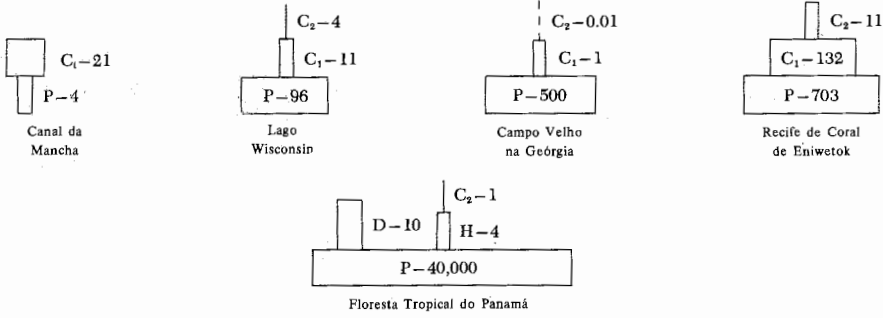 C₁–21
P–4
Canal da
Mancha
C₂–4
C₁–11
P–96
Lago
Wisconsin
C₂–0.01
C₁–1
P–500
Campo Velho
na Geórgia
C₂–11
C₁–132
P–703
Recife de Coral
de Eniwetok
D–10
C₂–1
H–4
P–40,000
Floresta Tropical do Panamá